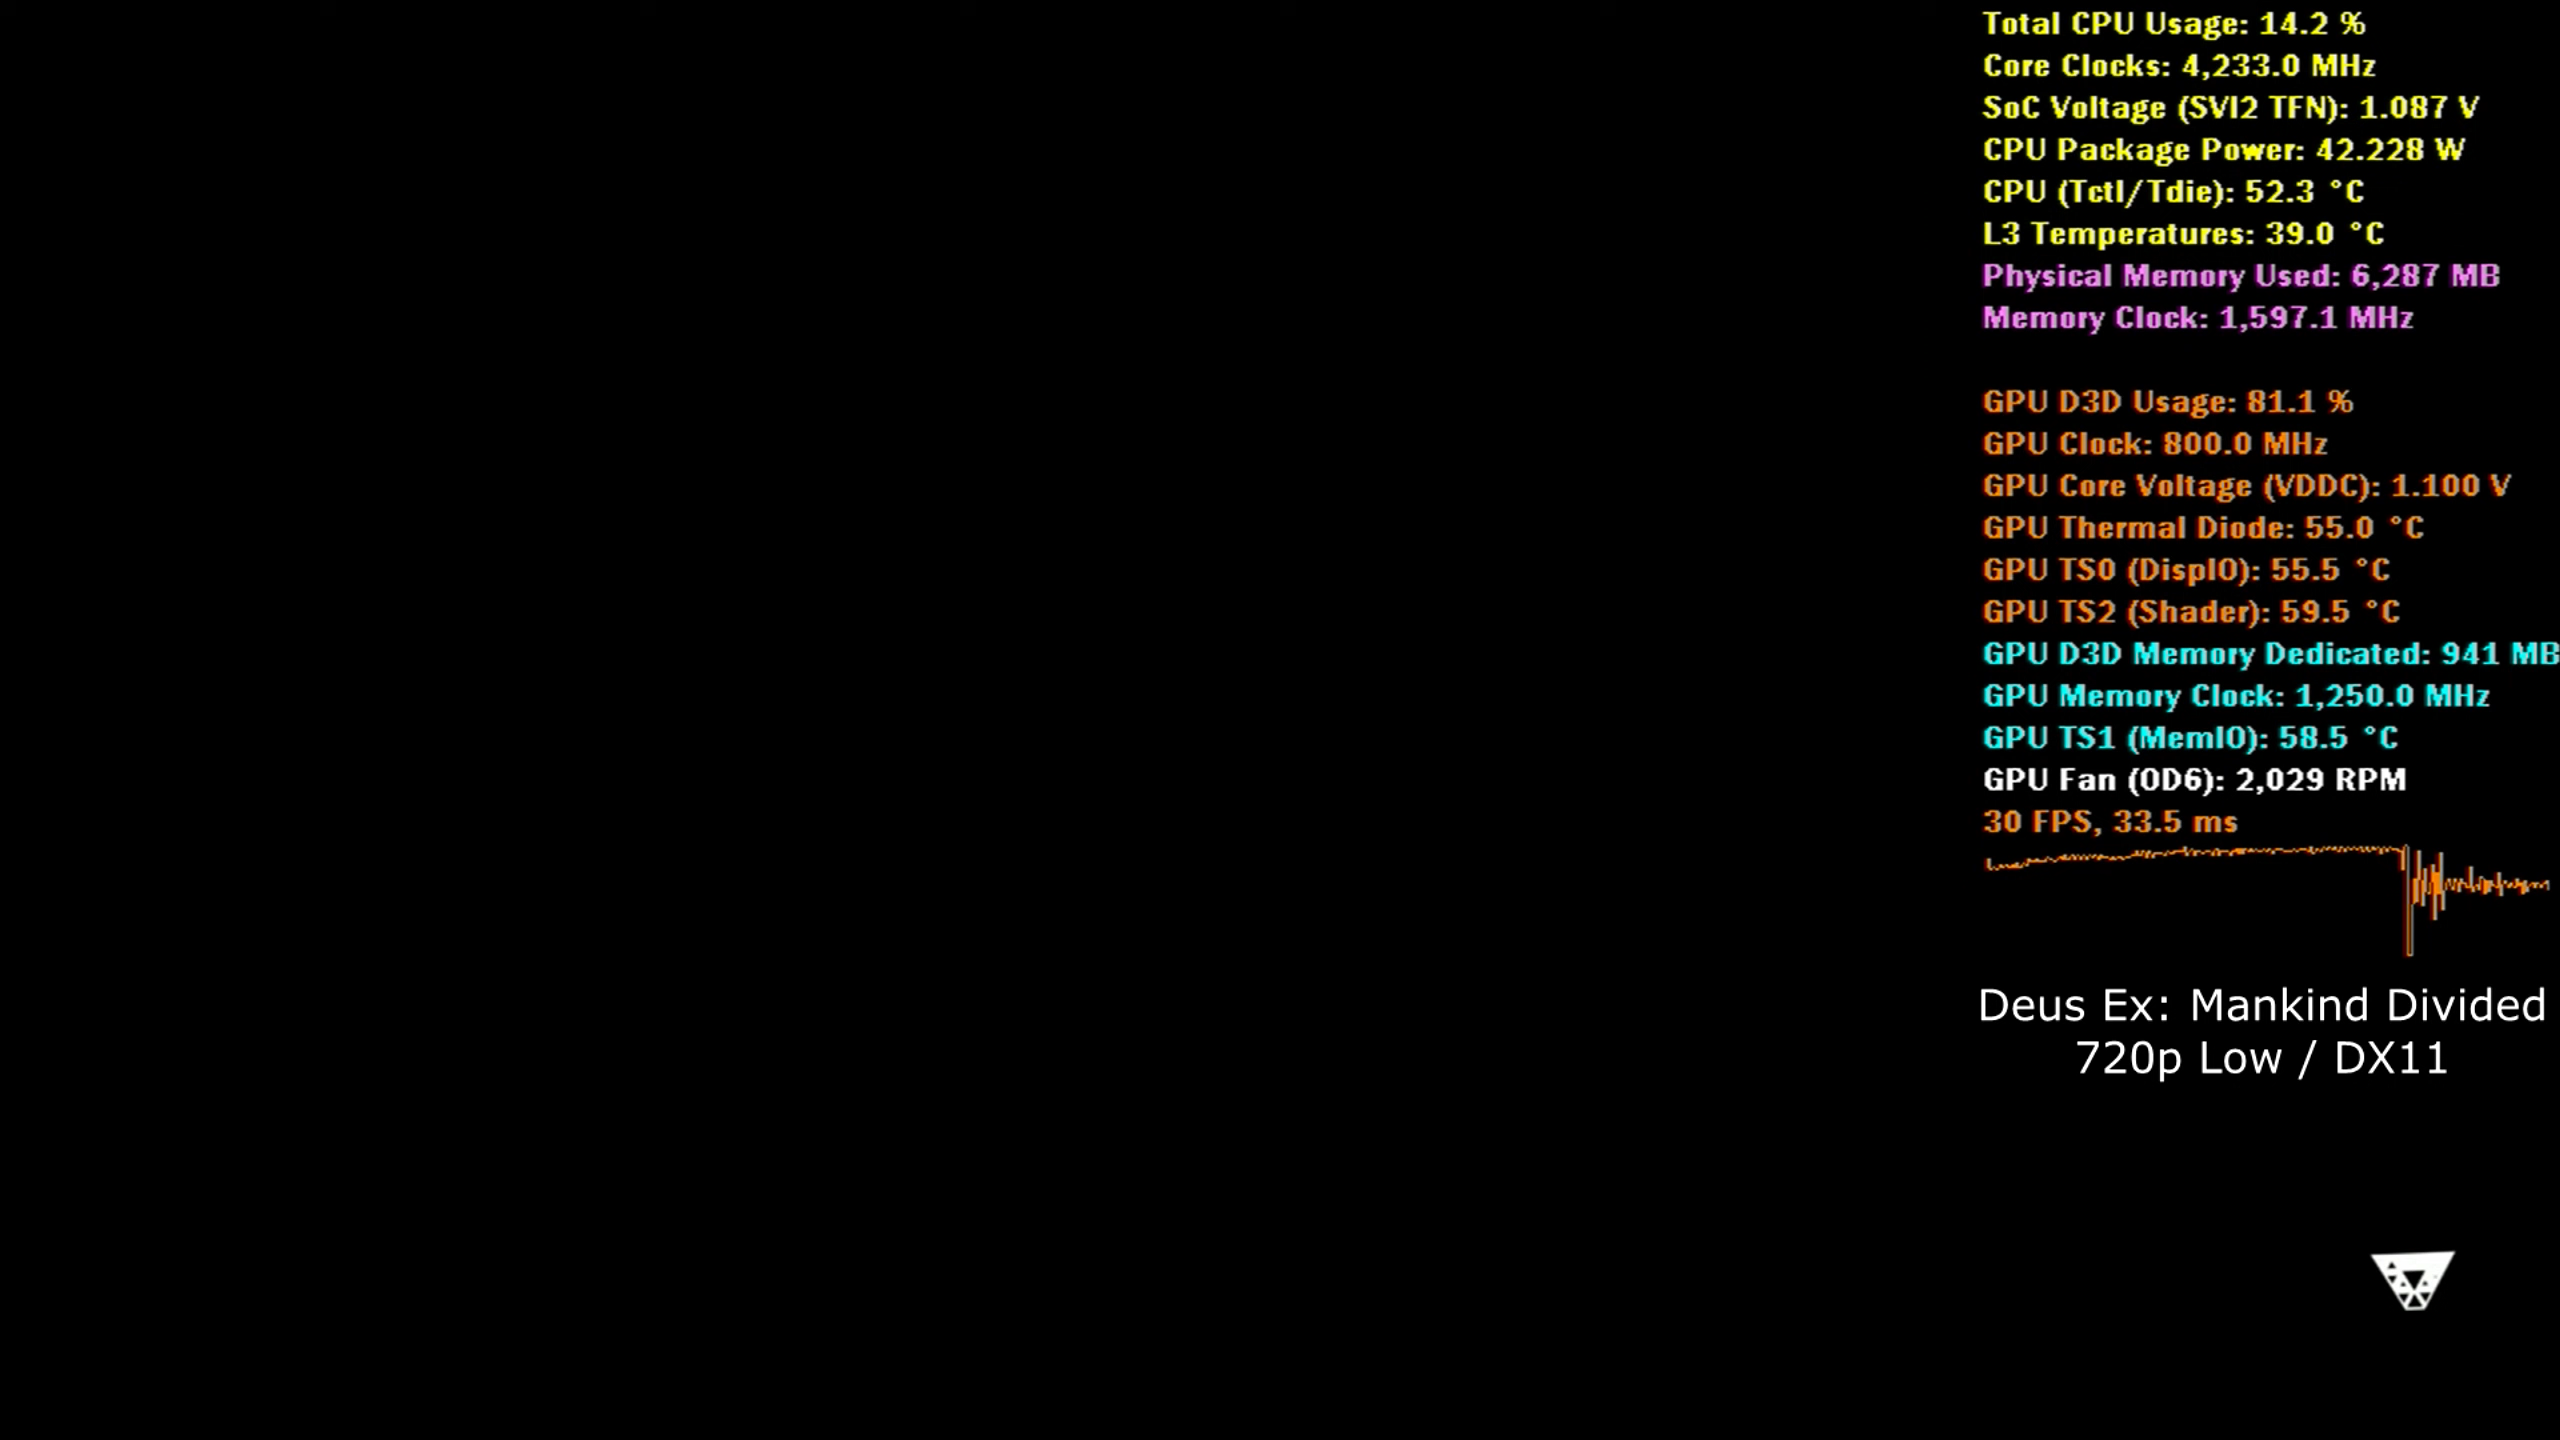 Total CPU Usage: 14.2 %
Core Clocks: 4,233.0 MHz
SoC Voltage (SVI2 TFN): 1.087 V
CPU Package Power: 42.228 W
CPU (Tctl/Tdie): 52.3 °C
L3 Temperatures: 39.0 °C
Physical Memory Used: 6,287 MB
Memory Clock: 1,597.1 MHz
GPU D3D Usage: 81.1 %
GPU Clock: 800.0 MHz
GPU Core Voltage (VDDC): 1.100 V
GPU Thermal Diode: 55.0 °C
GPU TS0 (DispIO): 55.5 °C
GPU TS2 (Shader): 59.5 °C
GPU D3D Memory Dedicated: 941 MB
GPU Memory Clock: 1,250.0 MHz
GPU TS1 (MemIO): 58.5 °C
GPU Fan (OD6): 2,029 RPM
30 FPS, 33.5 ms
Deus Ex: Mankind Divided
720p Low / DX11